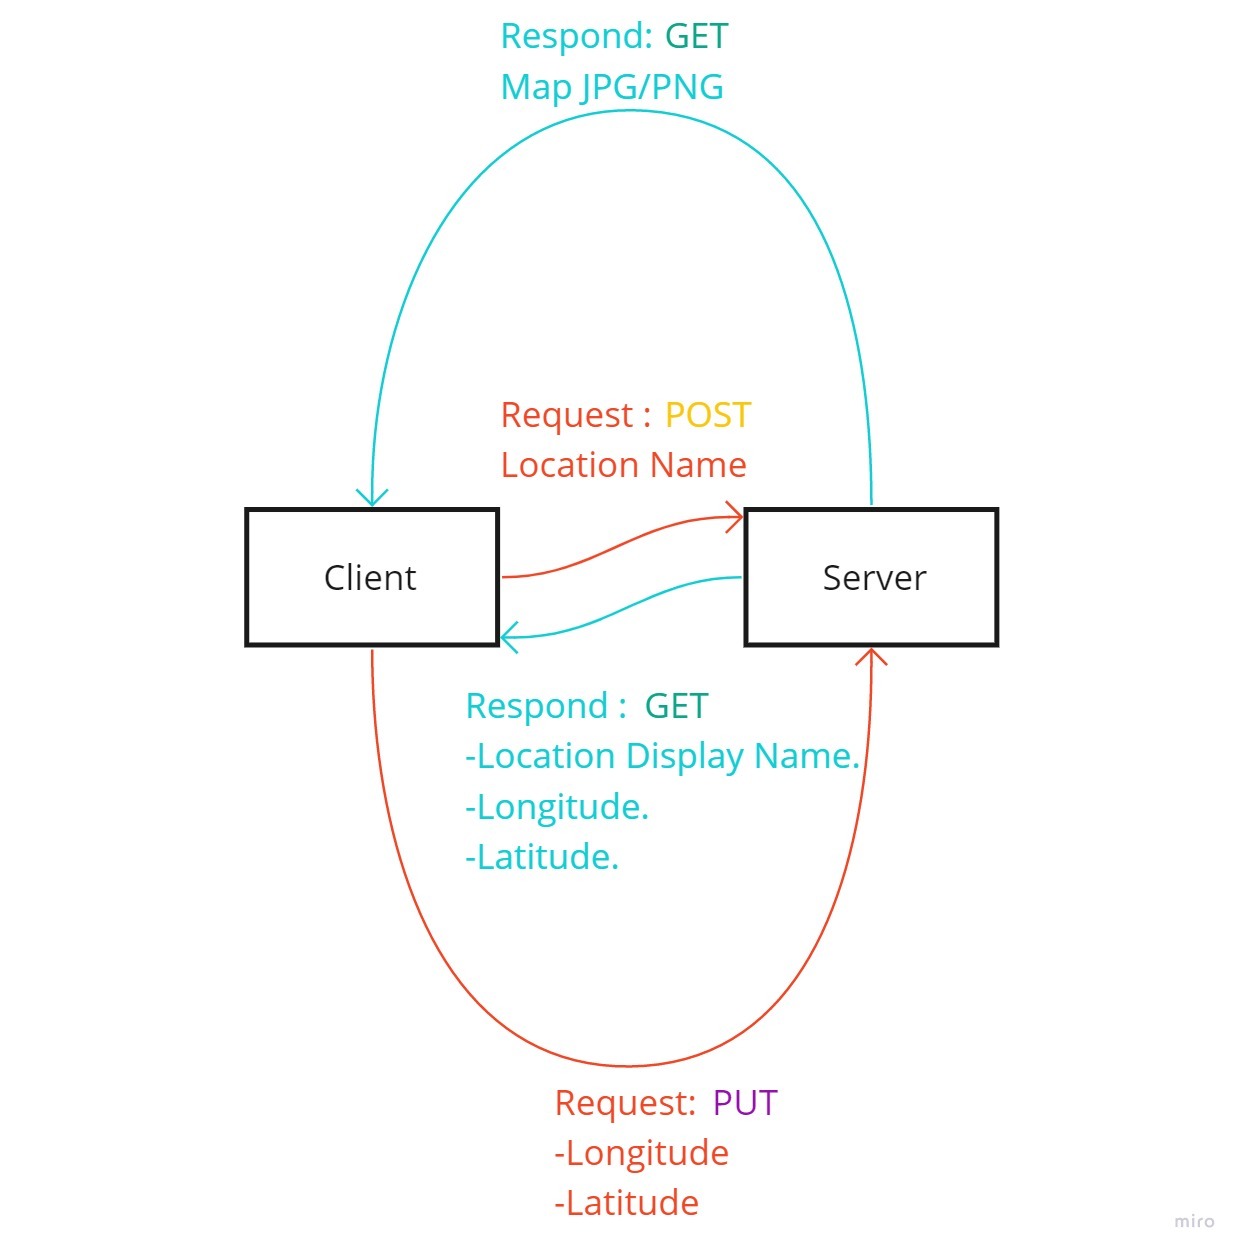 Respond: GET
Map JPG/PNG
Request : POST
Location Name
Client
Server
Respond : GET
-Location Display Name.
-Longitude.
-Latitude.
Request: PUT
-Longitude
-Latitude
miro